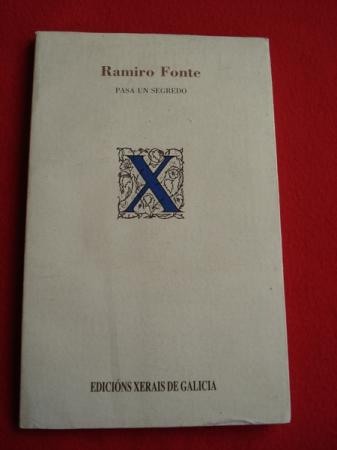 Ramiro Fonte
PASA UN SEGREDO
X
EDICIÓNS XERAIS DE GALICIA